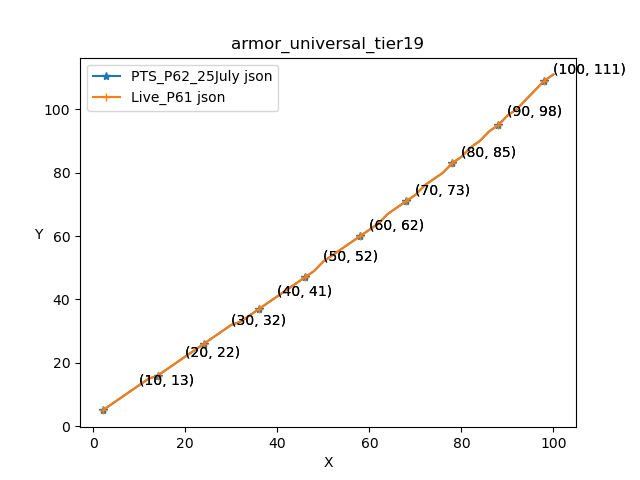 armor_universal_tier19
PTS_P62_25July json
Live_P61 json
(100, 111)
(90, 98)
(80, 85)
(70, 73)
(60, 62)
(50, 52)
(40, 41)
(30, 32)
(20, 22)
(10, 13)
100
80
60
40
20
0
Y
0 20 40 60 80 100
X